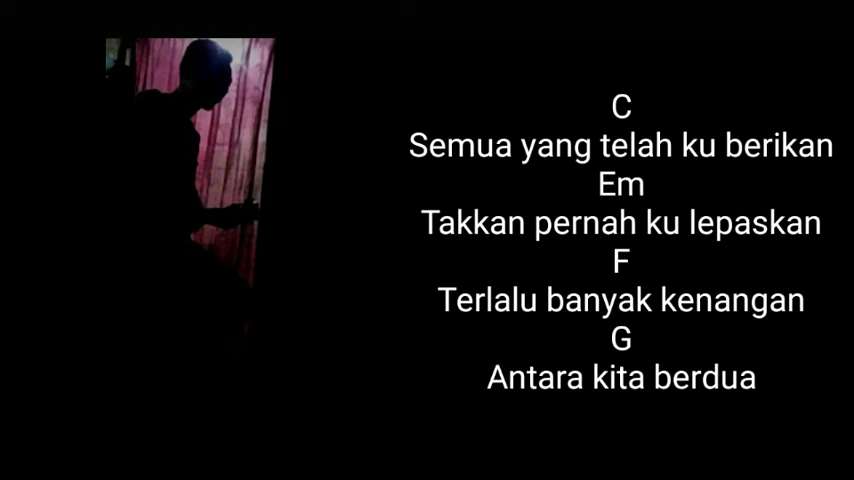 C
Semua yang telah ku berikan
Em
Takkan pernah ku lepaskan
F
Terlalu banyak kenangan
G
Antara kita berdua